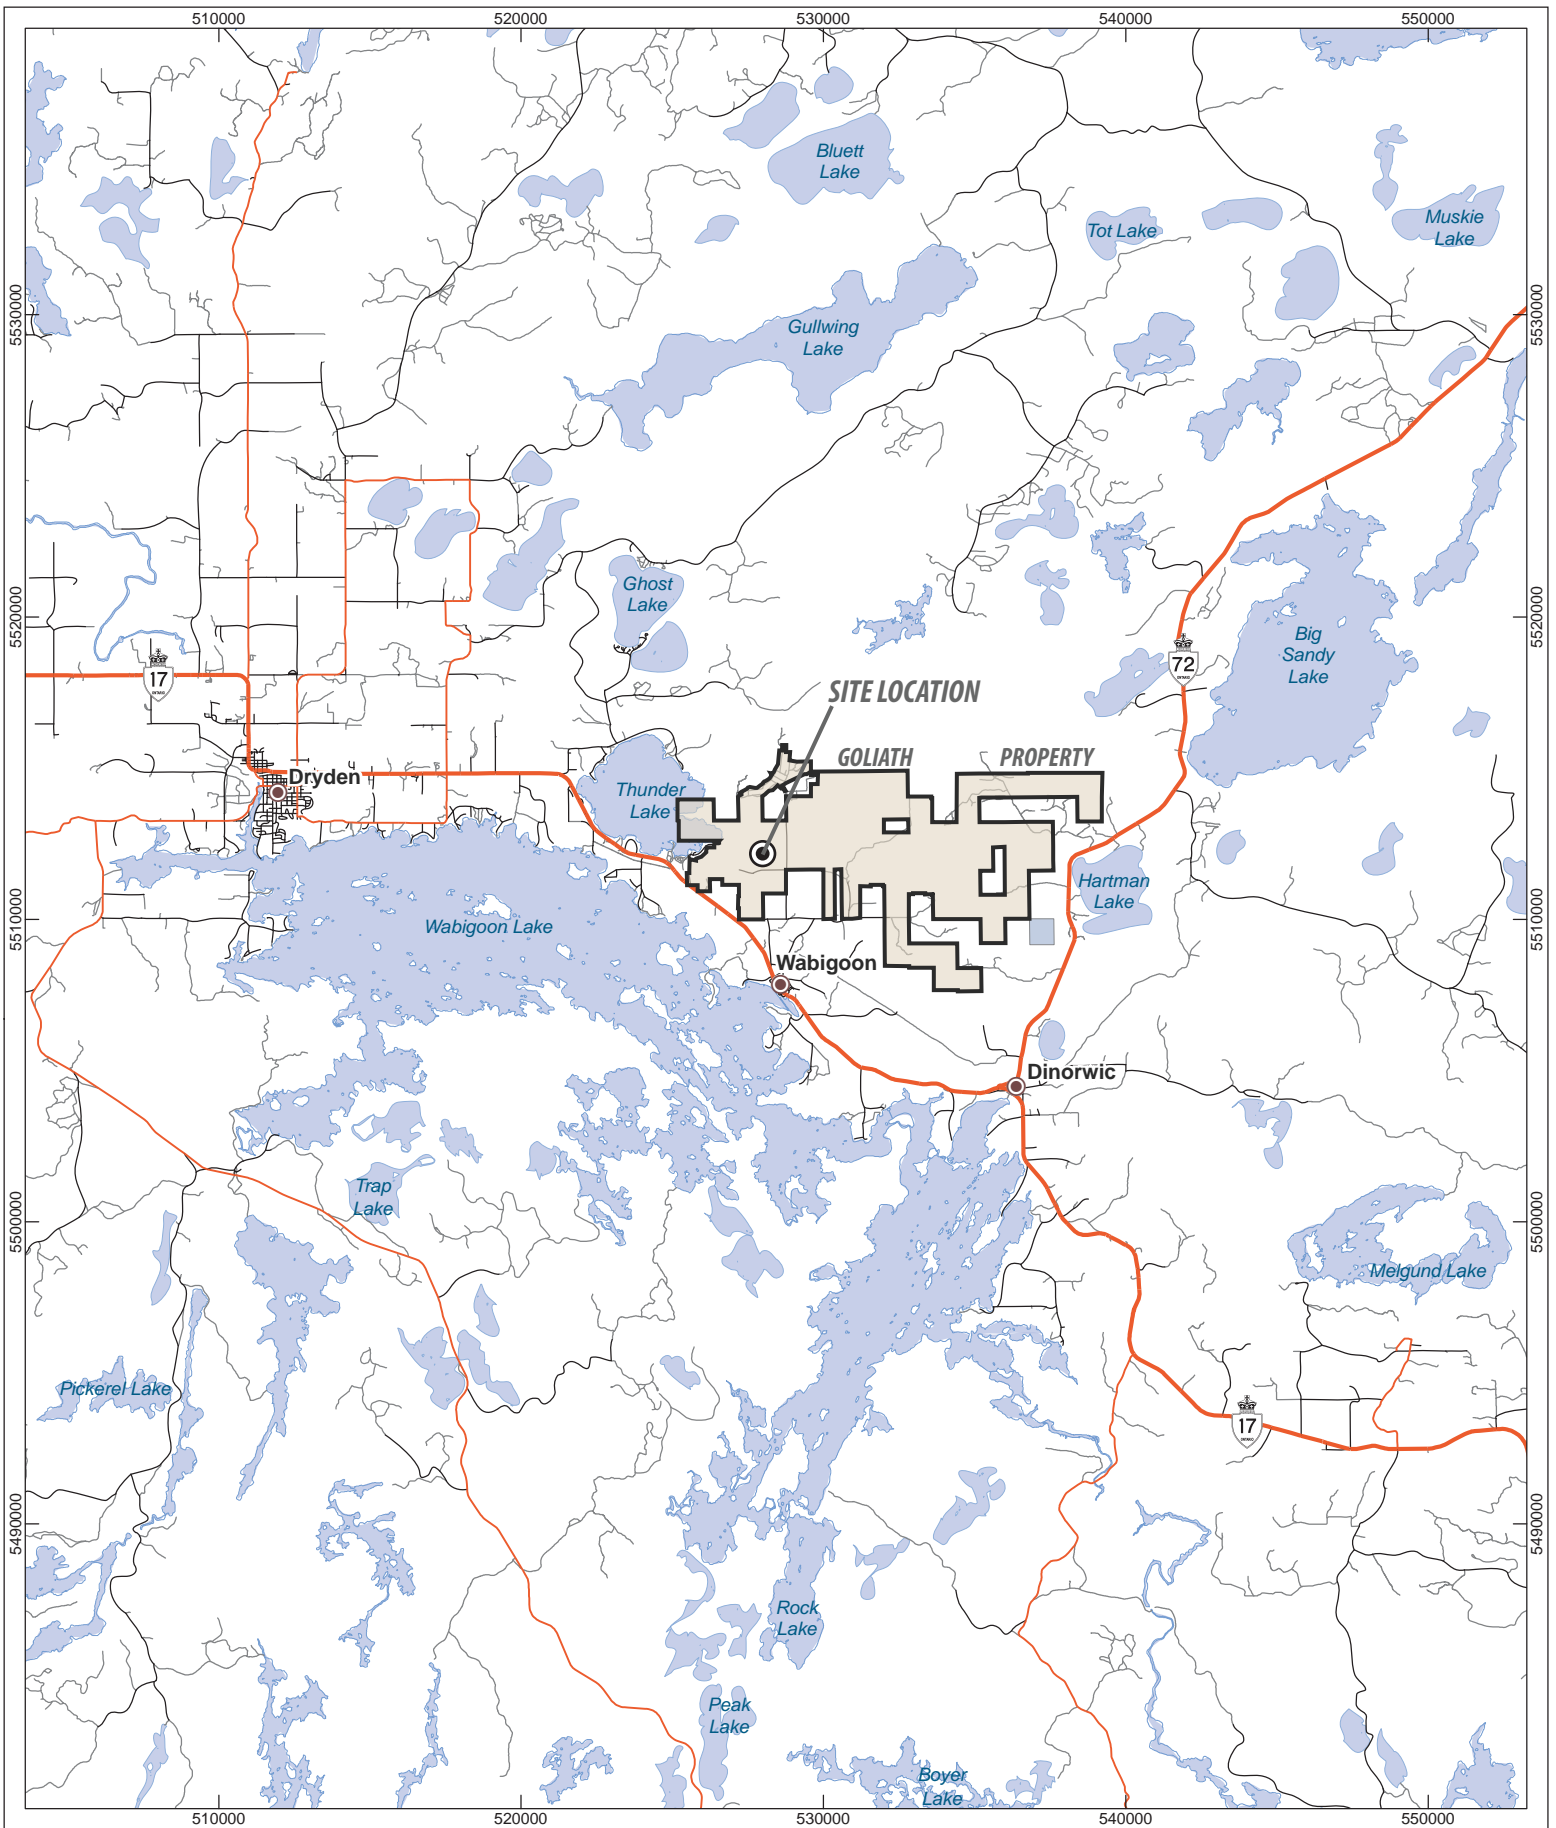 510000
520000
530000
540000
550000
Bluett
Lake
Tot Lake
Muskie
Lake
5530000
5530000
Gullwing
Lake
Ghost
Lake
5520000
5520000
Big
Sandy
Lake
72
ONTARIO
17
ONTARIO
SITE LOCATION
GOLIATH
PROPERTY
Dryden
Thunder
Lake
Hartman
Lake
5510000
5510000
Wabigoon Lake
Wabigoon
Dinorwic
Trap
Lake
5500000
5500000
Melgund Lake
Pickerel Lake
17
ONTARIO
5490000
5490000
Rock
Lake
Peak
Lake
Boyer
Lake
510000
520000
530000
540000
550000